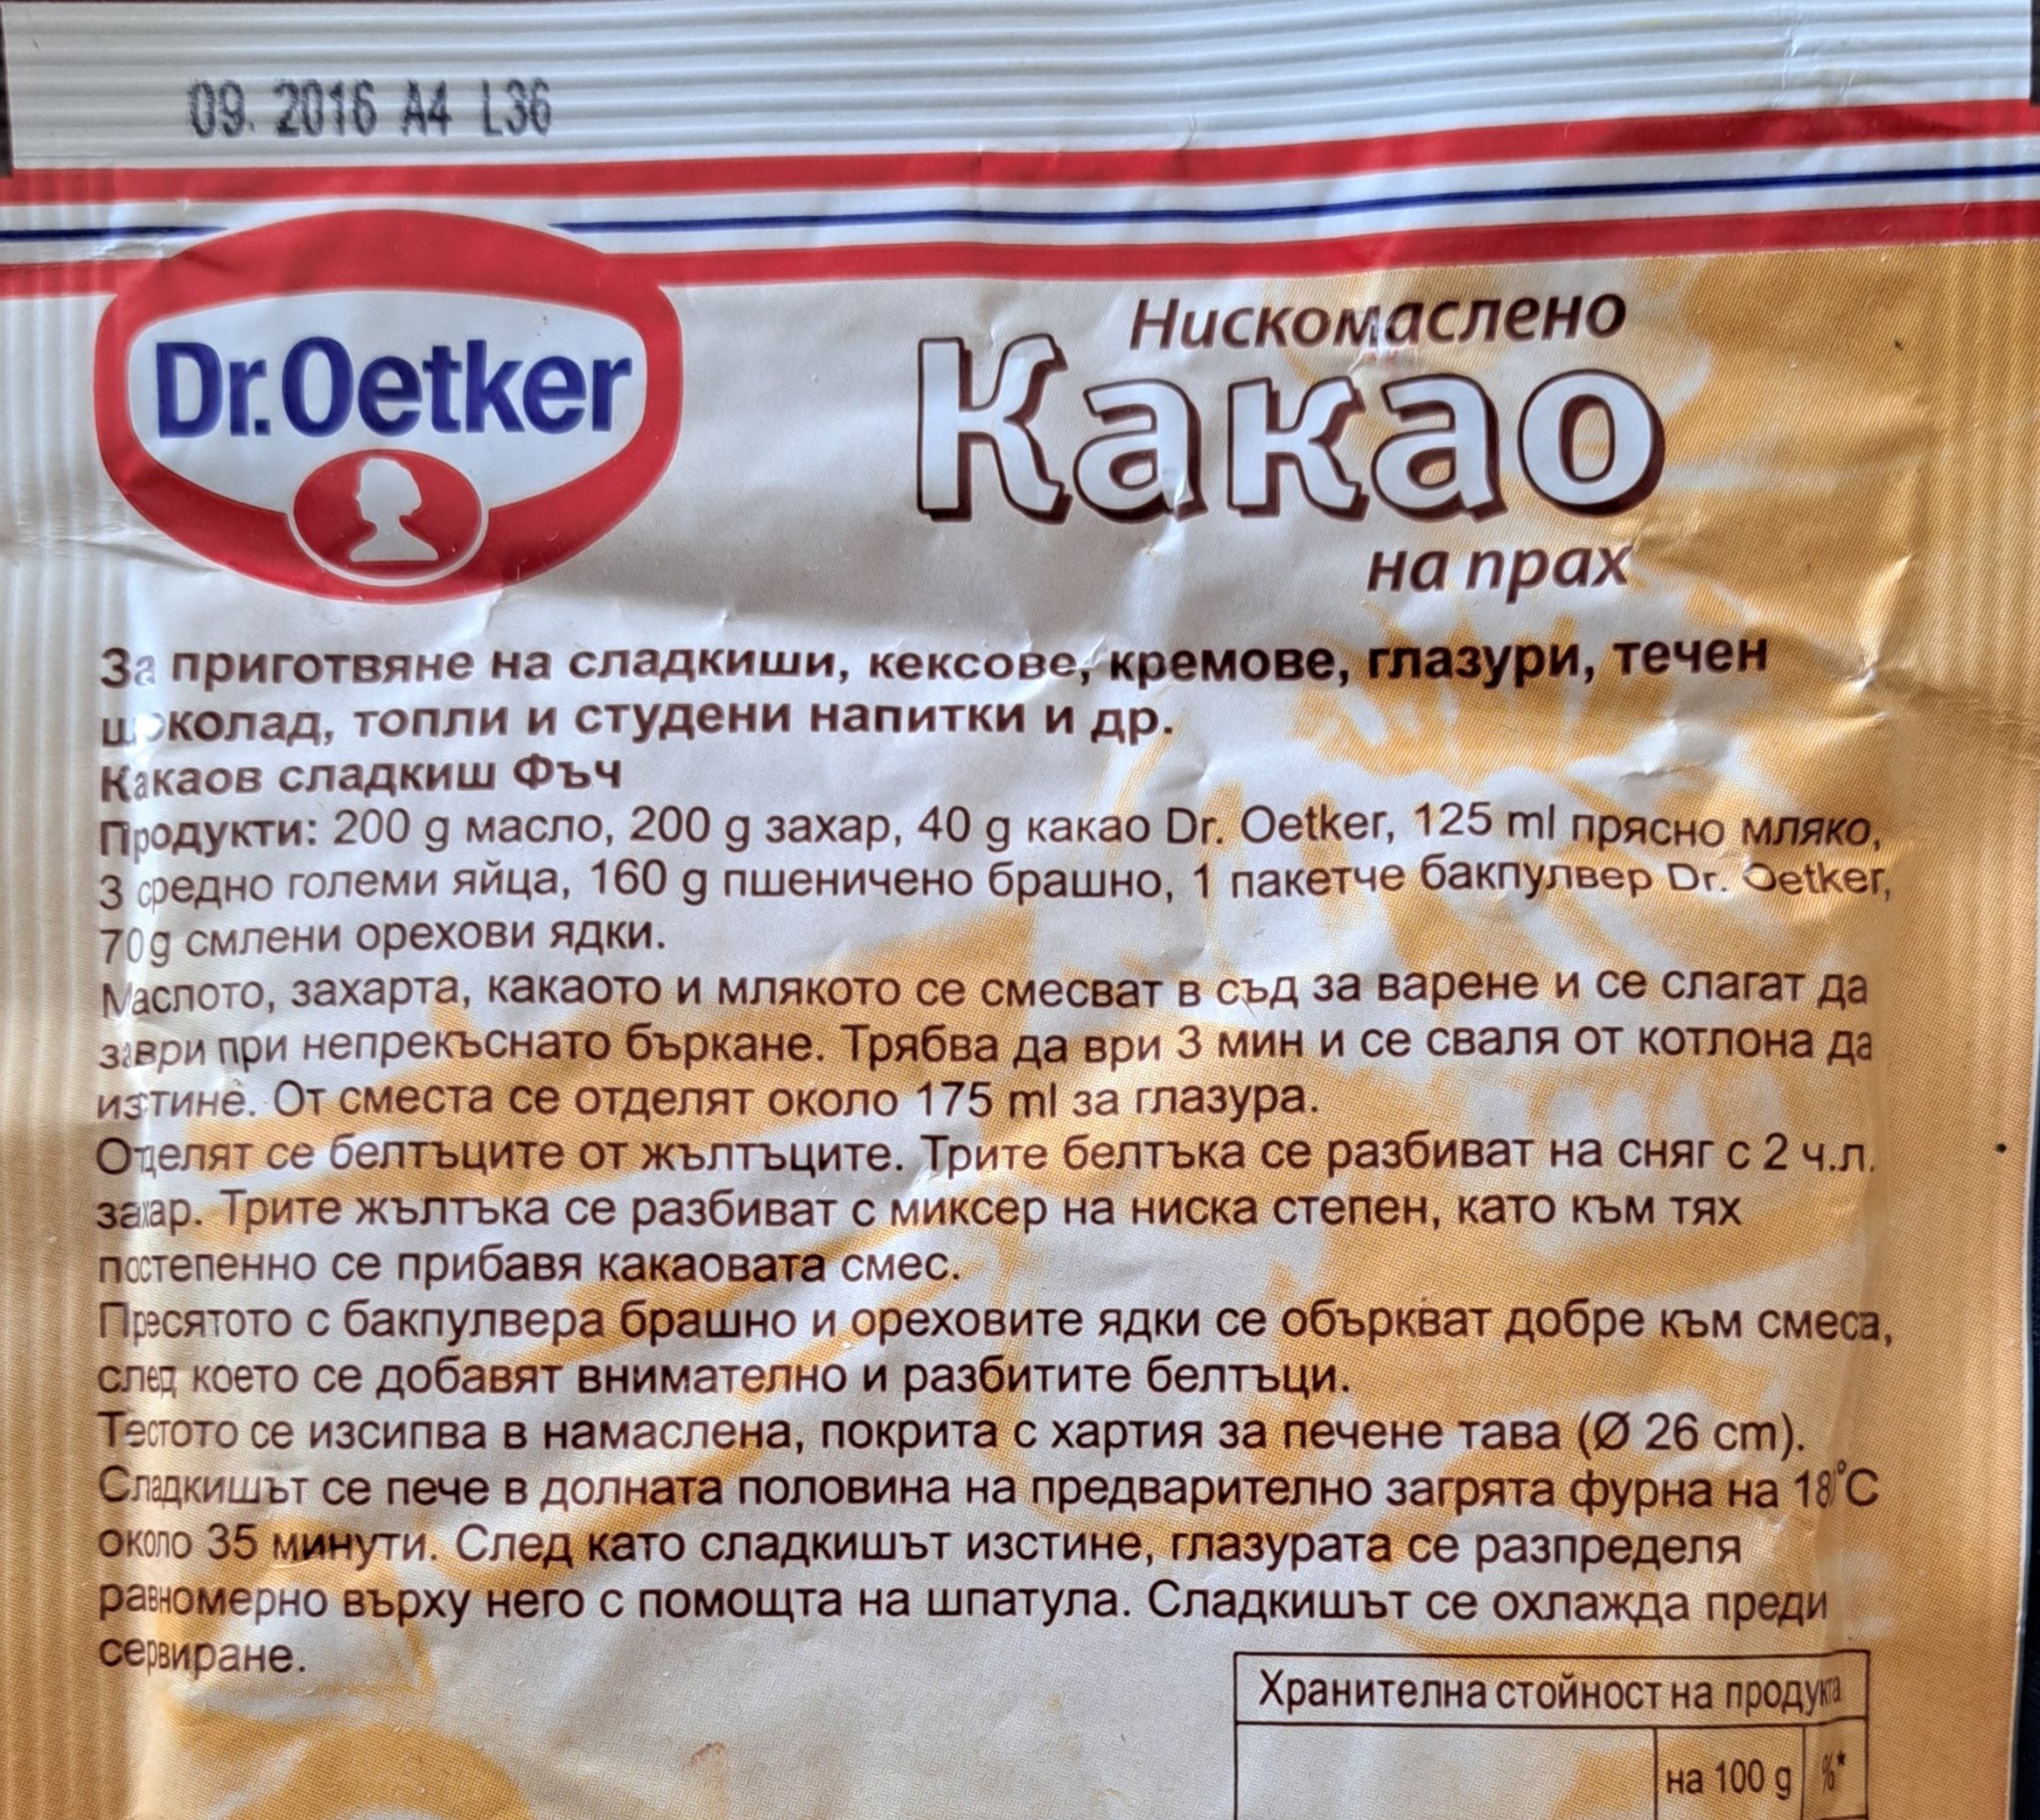 09. 2016 A4 L36
Dr. Oetker
Нискомаслено
Какао
на прах
За приготвяне на сладкиши, кексове, кремове, глазури, течен
шоколад, топли и студени напитки и др.
Какаов сладкиш Фъч
Продукти: 200 g масло, 200 g захар, 40 g какао Dr. Oetker, 125 ml прясно мляко,
3 средно големи яйца, 160 g пшеничено брашно, 1 пакетче бакпулвер Dr. Oetker,
70g смлени орехови ядки.
Маслото, захарта, какаото и млякото се смесват в съд за варене и се слагат да
заври при непрекъснато бъркане. Трябва да ври 3 мин и се сваля от котлона да
изтине. От сместа се отделят около 175 ml за глазура.
Отделят се белтъците от жълтъците. Трите белтъка се разбиват на сняг с 2 ч.л.
захар. Трите жълтъка се разбиват с миксер на ниска степен, като към тях
постепенно се прибавя какаовата смес.
Пресятото с бакпулвера брашно и ореховите ядки се объркват добре към смеса,
след което се добавят внимателно и разбитите белтъци.
Тестото се изсипва в намаслена, покрита с хартия за печене тава (Ø 26 cm).
Сладкишът се пече в долната половина на предварително загрята фурна на
около 35 минути. След като сладкишът изстине, глазурата се разпределя
равномерно върху него с помощта на шпатула. Сладкишът се охлажда преди
сервиране.
Хранителна стойност на продукта
на 100 g %*